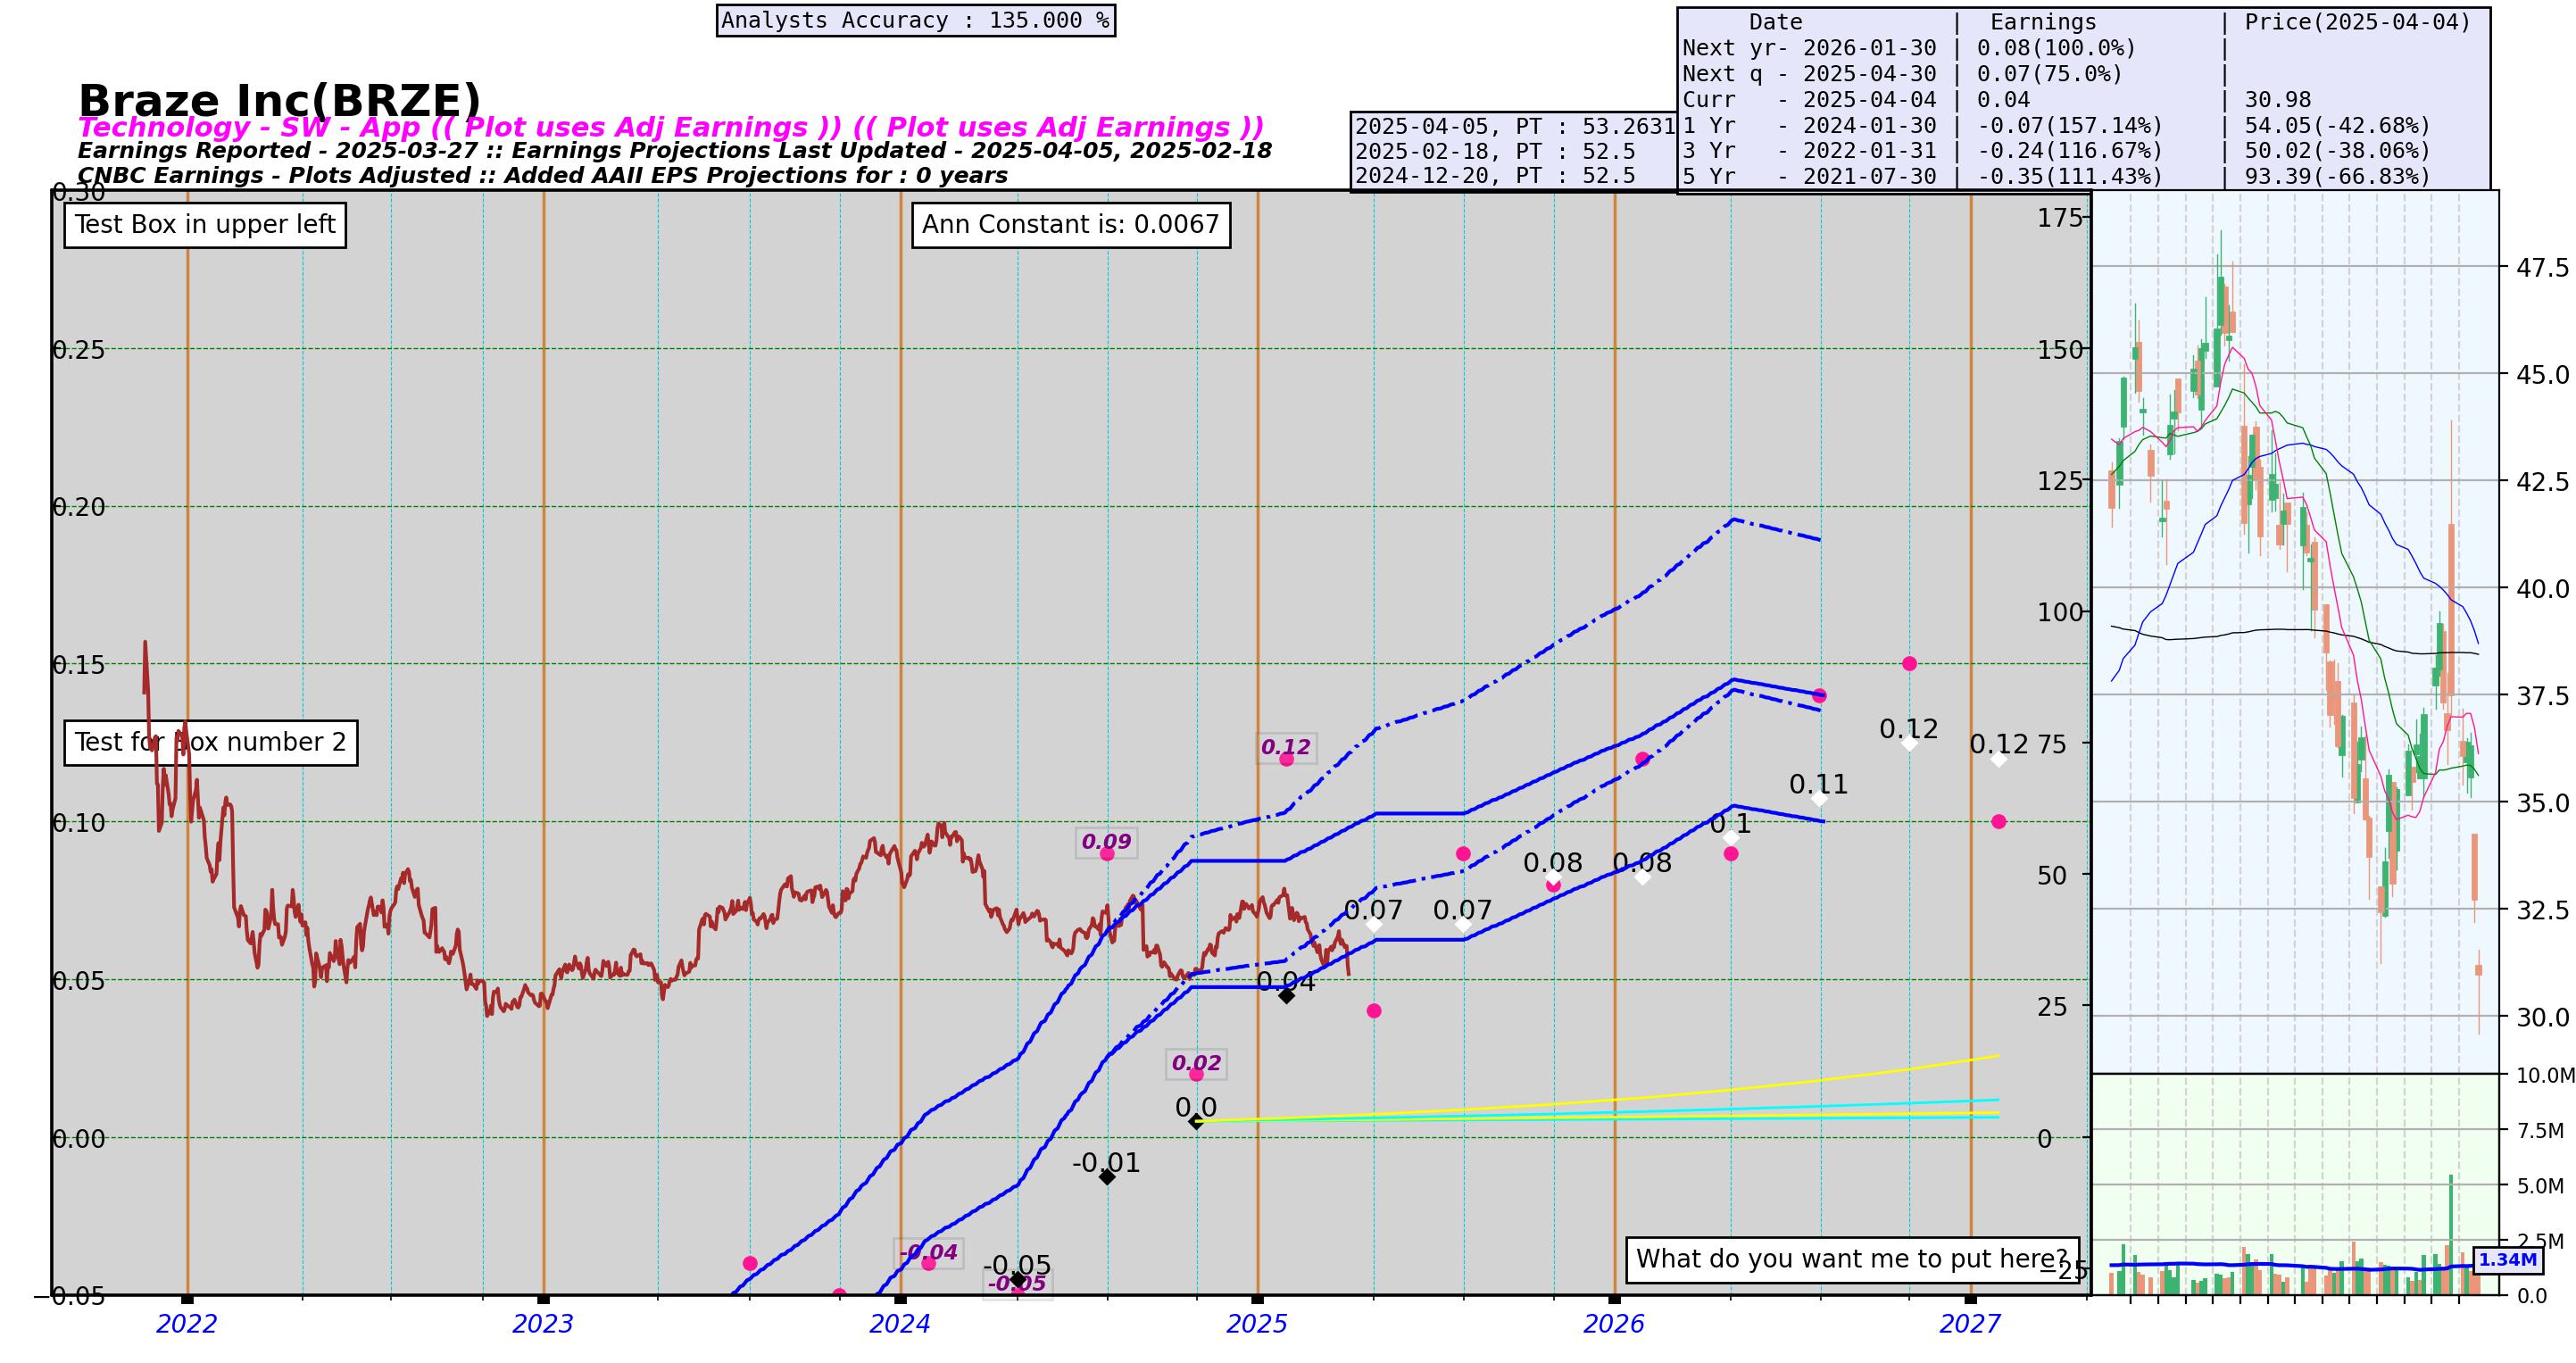 Analysts Accuracy : 135.000 %
Date | Earnings | Price(2025-04-04)
Next yr- 2026-01-30 | 0.08(100.0%) |
Next q - 2025-04-30 | 0.07(75.0%) |
Curr - 2025-04-04 | 0.04 | 30.98
1 Yr - 2024-01-30 | -0.07(157.14%) | 54.05(-42.68%)
3 Yr - 2022-01-31 | -0.24(116.67%) | 50.02(-38.06%)
5 Yr - 2021-07-30 | -0.35(111.43%) | 93.39(-66.83%)
Braze Inc(BRZE)
Technology - SW - App (( Plot uses Adj Earnings )) (( Plot uses Adj Earnings ))
Earnings Reported - 2025-03-27 :: Earnings Projections Last Updated - 2025-04-05, 2025-02-18
CNBC Earnings - Plots Adjusted :: Added AAII EPS Projections for : 0 years
2025-04-05, PT : 53.2631
2025-02-18, PT : 52.5
2024-12-20, PT : 52.5
Test Box in upper left
Ann Constant is: 0.0067
Test for Box number 2
What do you want me to put here?
0.30
0.25
0.20
0.15
0.10
0.05
0.00
−0.05
0.12
0.09
0.02
-0.04
-0.05
-0.05
-0.01
0.0
0.04
0.07
0.07
0.08
0.08
0.1
0.11
0.12
0.12
175
150
125
100
75
50
25
0
−25
47.5
45.0
42.5
40.0
37.5
35.0
32.5
30.0
10.0M
7.5M
5.0M
2.5M
1.34M
0.0
2022
2023
2024
2025
2026
2027